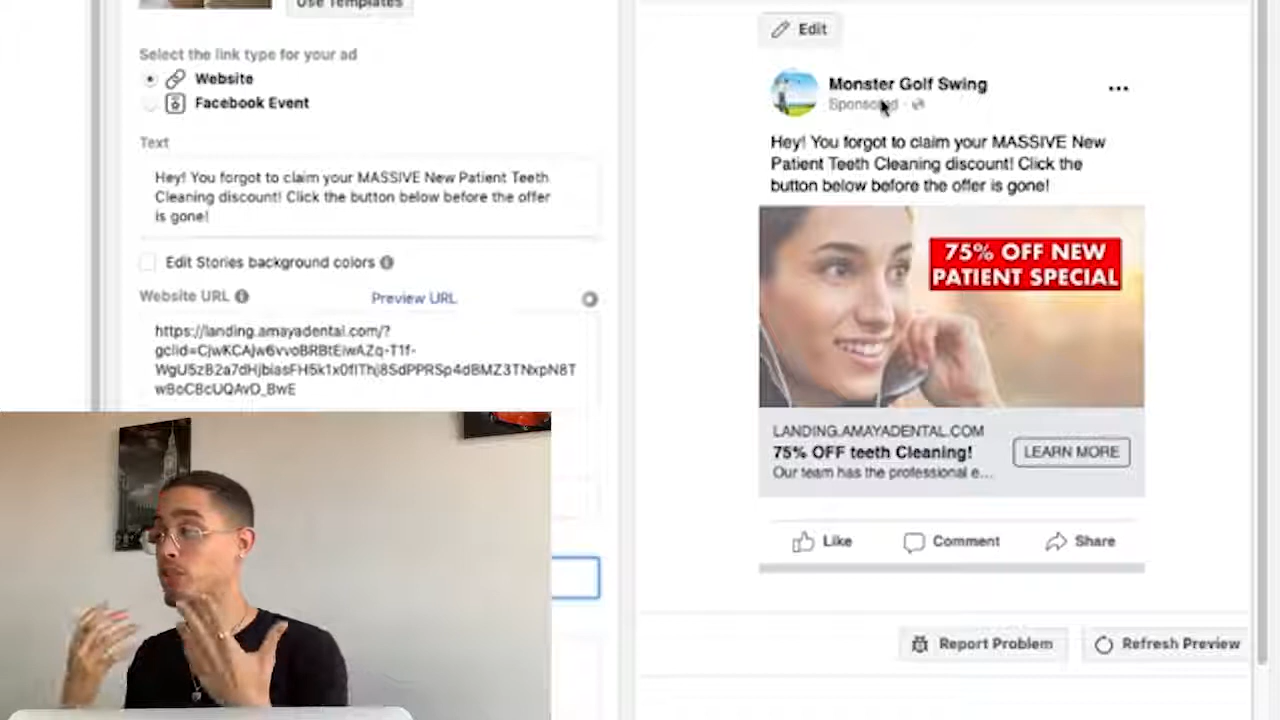 Use Templates
Select the link type for your ad
Website
Facebook Event
Text
Hey! You forgot to claim your MASSIVE New Patient Teeth
Cleaning discount! Click the button below before the offer
is gone!
Edit Stories background colors
Website URL
Preview URL
https://landing.amayadental.com/?
Edit
Monster Golf Swing
Sponsored
Hey! You forgot to claim your MASSIVE New
Patient Teeth Cleaning discount! Click the
button below before the offer is gone!
75% OFF NEW
PATIENT SPECIAL
LANDING.AMAYADENTAL.COM
75% OFF teeth Cleaning!
LEARN MORE
Our team has the professional e...
Like
Comment
Share
Report Problem
Refresh Preview